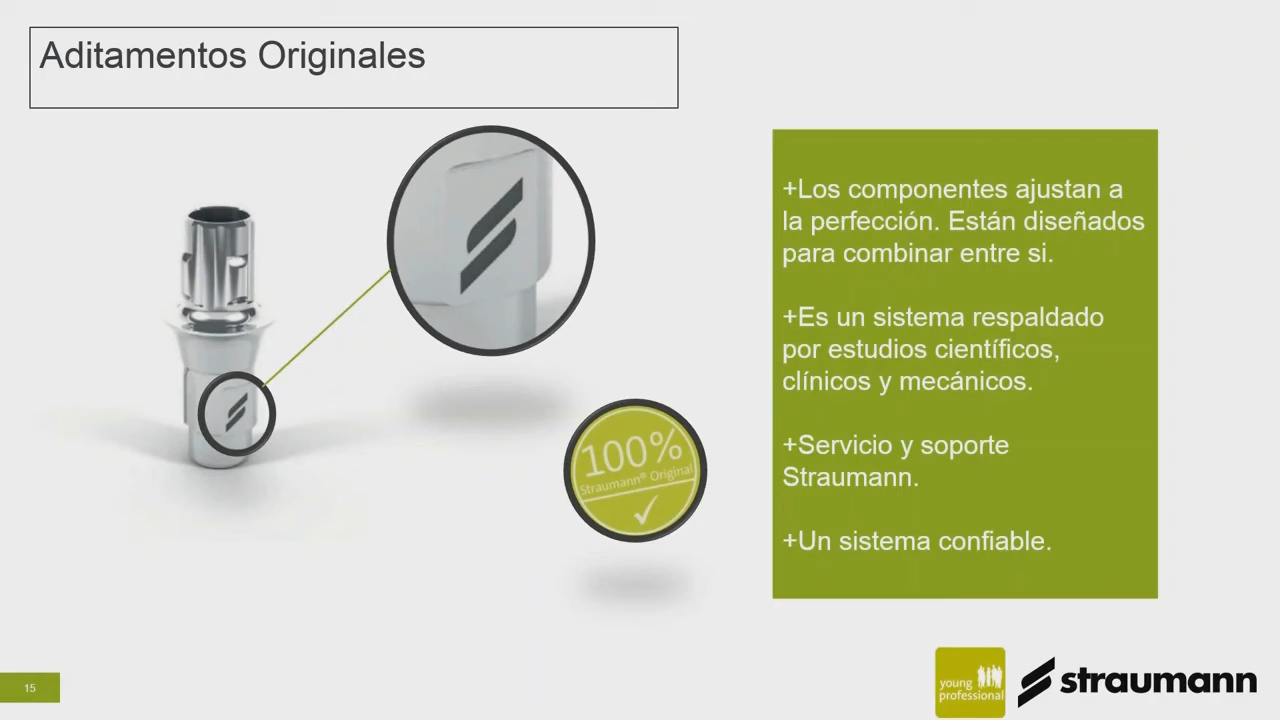 Aditamentos Originales
+Los componentes ajustan a
la perfección. Están diseñados
para combinar entre si.
+Es un sistema respaldado
por estudios científicos,
clínicos y mecánicos.
+Servicio y soporte
Straumann.
+Un sistema confiable.
100%
Straumann® Original
15
young
professional
straumann